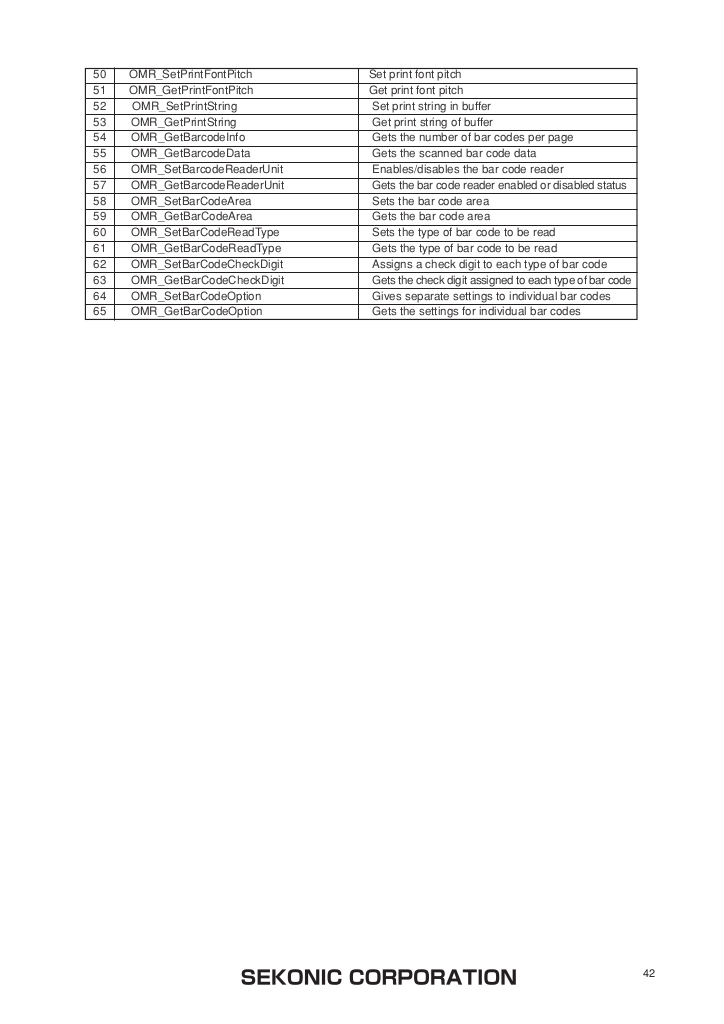 50 OMR_SetPrintFontPitch Set print font pitch
51 OMR_GetPrintFontPitch Get print font pitch
52 OMR_SetPrintString Set print string in buffer
53 OMR_GetPrintString Get print string of buffer
54 OMR_GetBarcodeInfo Gets the number of bar codes per page
55 OMR_GetBarcodeData Gets the scanned bar code data
56 OMR_SetBarcodeReaderUnit Enables/disables the bar code reader
57 OMR_GetBarcodeReaderUnit Gets the bar code reader enabled or disabled status
58 OMR_SetBarCodeArea Sets the bar code area
59 OMR_GetBarCodeArea Gets the bar code area
60 OMR_SetBarCodeReadType Sets the type of bar code to be read
61 OMR_GetBarCodeReadType Gets the type of bar code to be read
62 OMR_SetBarCodeCheckDigit Assigns a check digit to each type of bar code
63 OMR_GetBarCodeCheckDigit Gets the check digit assigned to each type of bar code
64 OMR_SetBarCodeOption Gives separate settings to individual bar codes
65 OMR_GetBarCodeOption Gets the settings for individual bar codes
SEKONIC CORPORATION 42